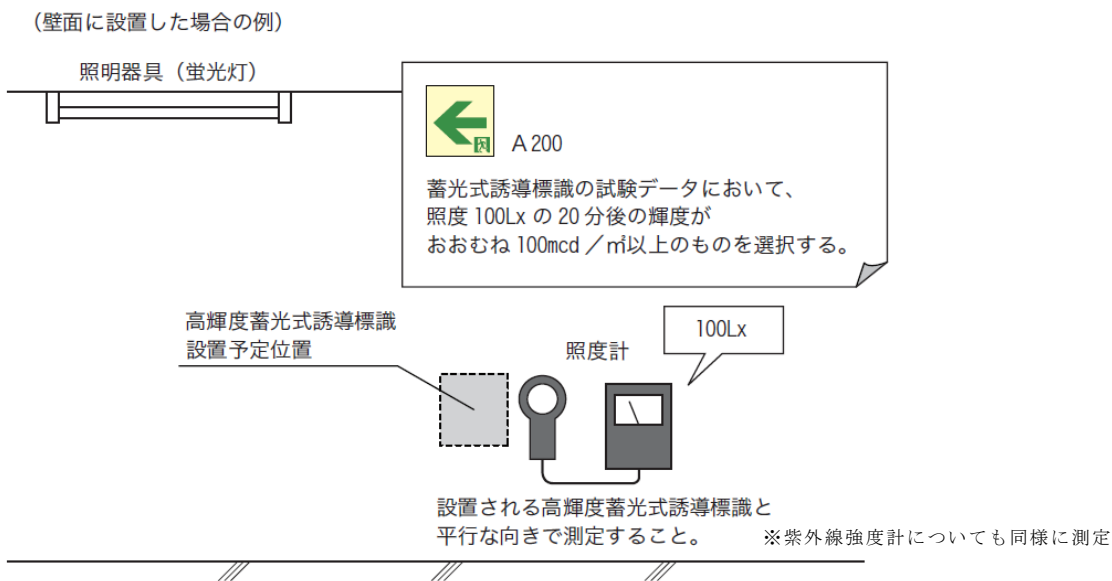 （壁面に設置した場合の例）
照明器具（蛍光灯）
A 200
蓄光式誘導標識の試験データにおいて、
照度 100Lx の 20 分後の輝度が
おおむね 100mcd ／㎡以上のものを選択する。
高輝度蓄光式誘導標識
設置予定位置
照度計
100Lx
設置される高輝度蓄光式誘導標識と
平行な向きで測定すること。
※紫外線強度計についても同様に測定